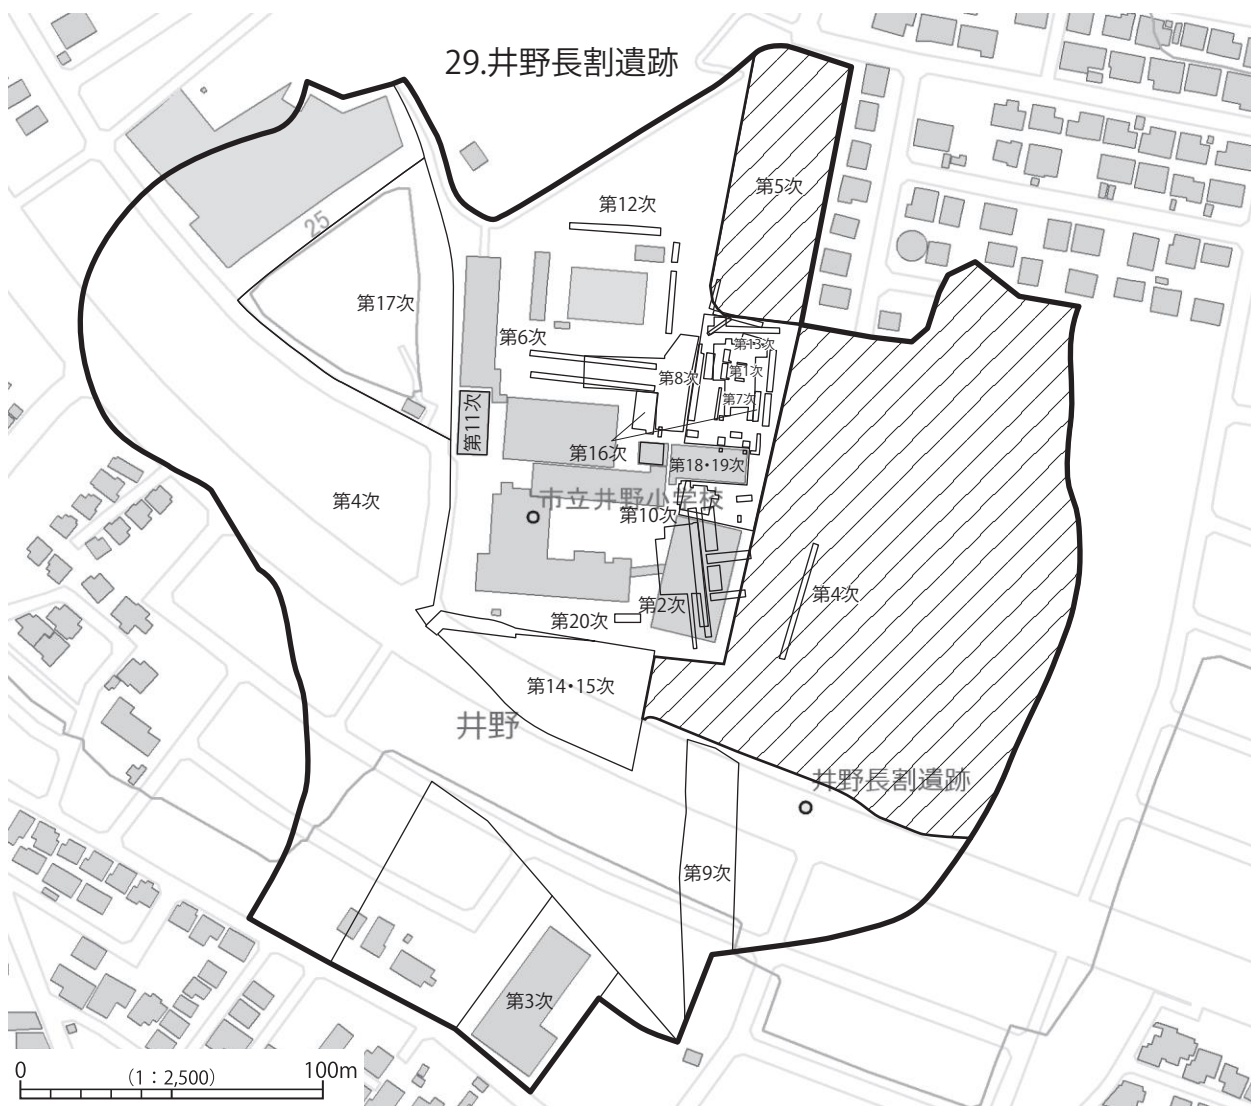 29.井野長割遺跡
第5次
第12次
25
第17次
第6次
第13次
第1次
第8次
第7次
第11次
第16次
第18・19次
市立井野小学校
第4次
第10次
第4次
第2次
第20次
第14・15次
井野
井野長割遺跡
第9次
第3次
0
(1：2,500)
100m